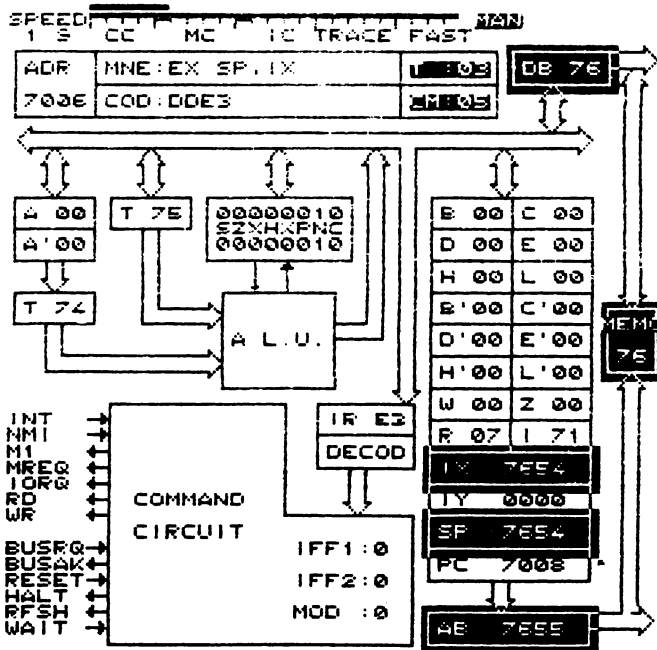 SPEED MAN
1 S CC MC IC TRACE FAST
ADR MNE:EX SP,IX T :03
7006 COD:DDE3 CM:05
DB 76
A 00
A'00
T 75
00000010
SZXHXPNC
00000010
T 74
A L.U.
B 00 C 00
D 00 E 00
H 00 L 00
B'00 C'00
D'00 E'00
H'00 L'00
W 00 Z 00
R 07 I 71
IX 7654
IY 0000
SP 7654
PC 7008
MEMO
76
IR E3
DECOD
INT
NMI
M1
MREQ
IORQ
RD
WR
BUSRQ
BUSAK
RESET
HALT
RFSH
WAIT
COMMAND
CIRCUIT
IFF1:0
IFF2:0
MOD :0
AB 7655